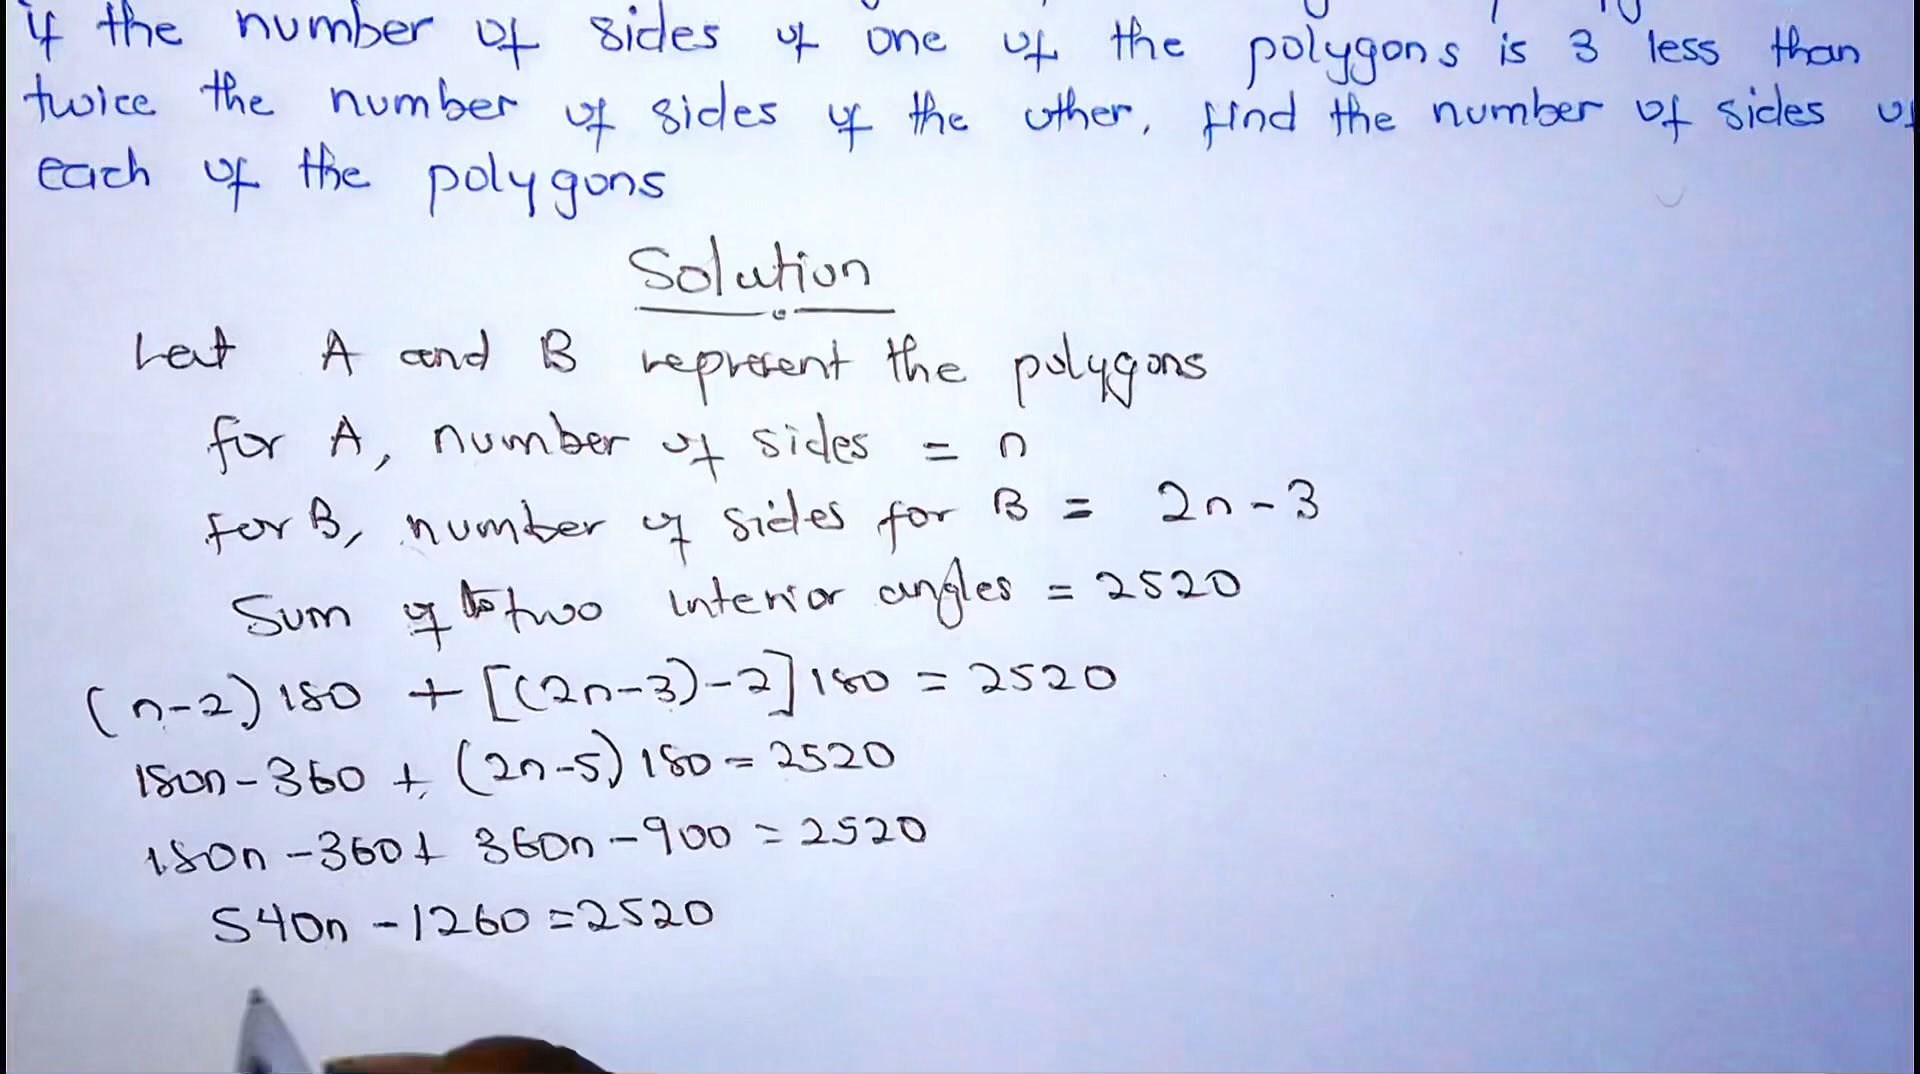 if the number of sides of one of the polygons is 3 less than
twice the number of sides of the other, find the number of sides of
each of the polygons
Solution
Let A and B represent the polygons
for A, number of sides = n
for B, number of sides for B = 2n - 3
Sum of two interior angles = 2520
(n-2) 180 + [(2n-3)-2] 180 = 2520
180n - 360 + (2n-5) 180 = 2520
180n - 360 + 360n - 900 = 2520
540n - 1260 = 2520